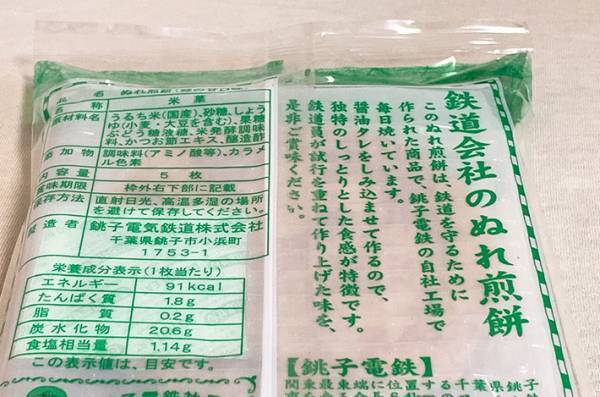 品名 ぬれ煎餅
名称 米菓
原材料名 うるち米(国産)、砂糖、しょう
ゆ(小麦・大豆を含む)、果糖
ぶどう糖液糖、米発酵調味
料、かつお節エキス、醸造酢
添加物 調味料(アミノ酸等)、カラメ
ル色素
内容量 5 枚
賞味期限 枠外右下部に記載
保存方法 直射日光、高温多湿の場所
を避けて保存してください。
製造者 銚子電気鉄道株式会社
千葉県銚子市小浜町
1753-1
栄養成分表示(1枚当たり)
エネルギー 91kcal
たんぱく質 1.8g
脂質 0.2g
炭水化物 20.6g
食塩相当量 1.14g
この表示値は、目安です。
鉄道会社のぬれ煎餅
このぬれ煎餅は、鉄道を守るために
作られた商品で、銚子電鉄の自社工場で
毎日焼いています。
醤油タレをしみ込ませて作るので、
独特のしっとりとした食感が特徴です。
鉄道員が試行を重ねて作り上げた味を、
是非ご賞味ください。
【銚子電鉄】